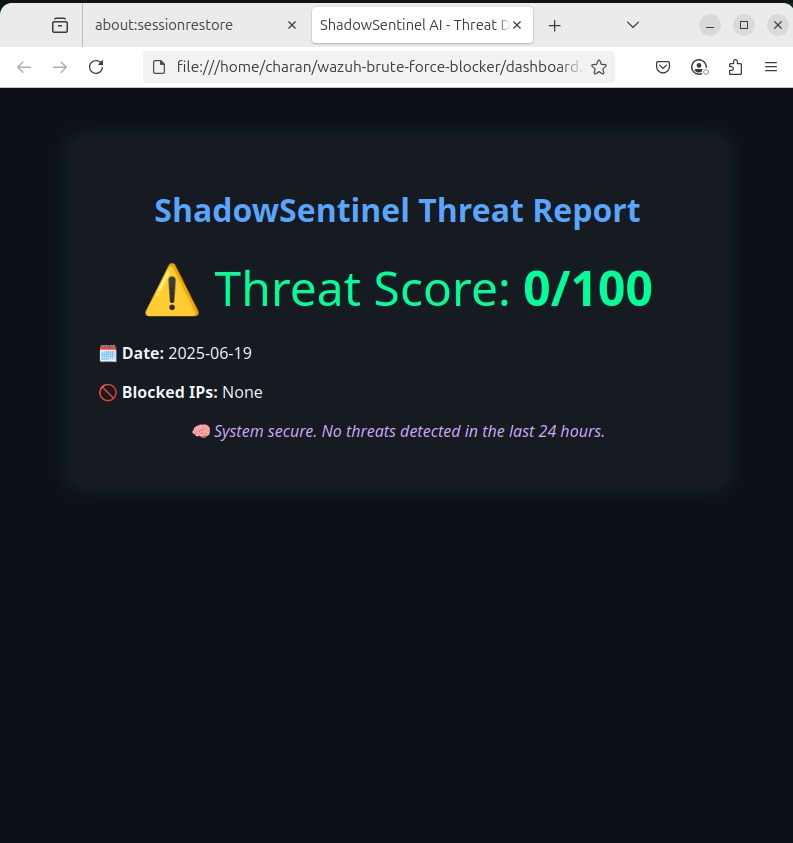 about:sessionrestore
ShadowSentinel AI - Threat
file:///home/charan/wazuh-brute-force-blocker/dashboard.
ShadowSentinel Threat Report
⚠️ Threat Score: 0/100
🗓️ Date: 2025-06-19
🚫 Blocked IPs: None
🧠 System secure. No threats detected in the last 24 hours.